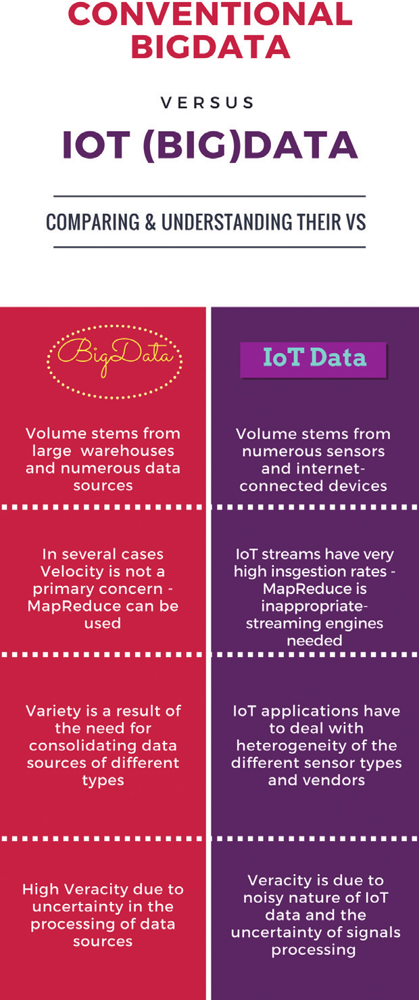 CONVENTIONAL
BIGDATA
VERSUS
IOT (BIG)DATA
COMPARING & UNDERSTANDING THEIR VS
BigData
Volume stems from
large warehouses
and numerous data
sources
In several cases
Velocity is not a
primary concern -
MapReduce can be
used
Variety is a result of
the need for
consolidating data
sources of different
types
High Veracity due to
uncertainty in the
processing of data
sources
IoT Data
Volume stems from
numerous sensors
and internet-
connected devices
IoT streams have very
high insgestion rates -
MapReduce is
inappropriate-
streaming engines
needed
IoT applications have
to deal with
heterogeneity of the
different sensor types
and vendors
Veracity is due to
noisy nature of IoT
data and the
uncertainty of signals
processing